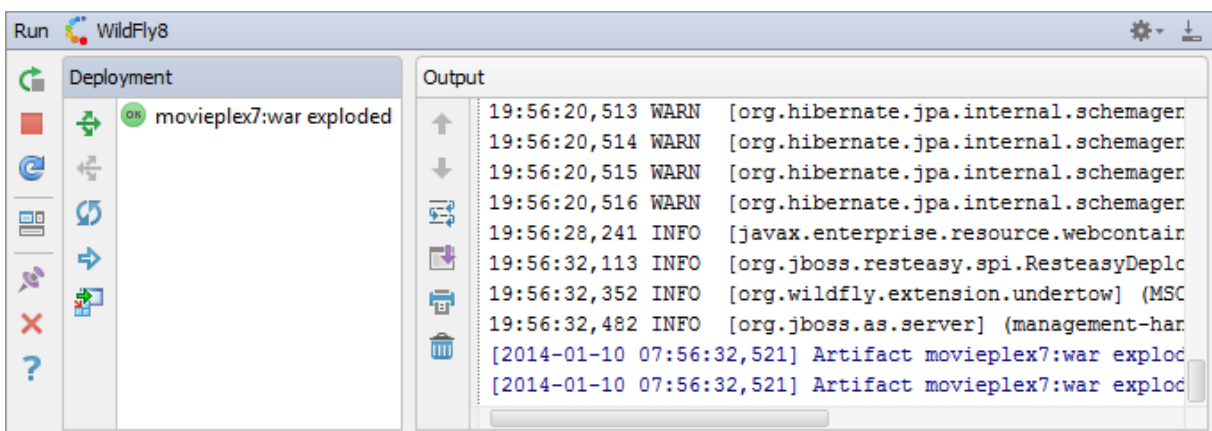 Run WildFly8
Deployment
OK movieplex7:war exploded
Output
19:56:20,513 WARN [org.hibernate.jpa.internal.schemagen
19:56:20,514 WARN [org.hibernate.jpa.internal.schemagen
19:56:20,515 WARN [org.hibernate.jpa.internal.schemagen
19:56:20,516 WARN [org.hibernate.jpa.internal.schemagen
19:56:28,241 INFO [javax.enterprise.resource.webcontain
19:56:32,113 INFO [org.jboss.resteasy.spi.ResteasyDeplo
19:56:32,352 INFO [org.wildfly.extension.undertow] (MSC
19:56:32,482 INFO [org.jboss.as.server] (management-han
[2014-01-10 07:56:32,521] Artifact movieplex7:war explod
[2014-01-10 07:56:32,521] Artifact movieplex7:war explod